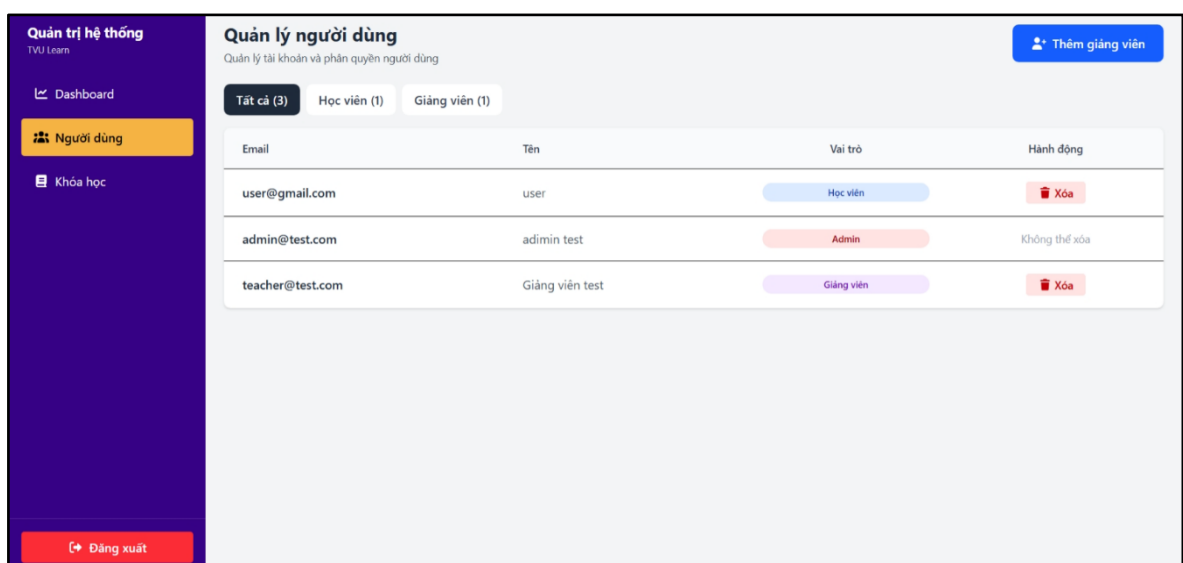 Quản trị hệ thống
TVU Learn
Dashboard
Người dùng
Khóa học
Đăng xuất
Quản lý người dùng
Quản lý tài khoản và phân quyền người dùng
Thêm giảng viên
Tất cả (3) Học viên (1) Giảng viên (1)
Email Tên Vai trò Hành động
user@gmail.com user Học viên Xóa
admin@test.com adimin test Admin Không thể xóa
teacher@test.com Giảng viên test Giảng viên Xóa